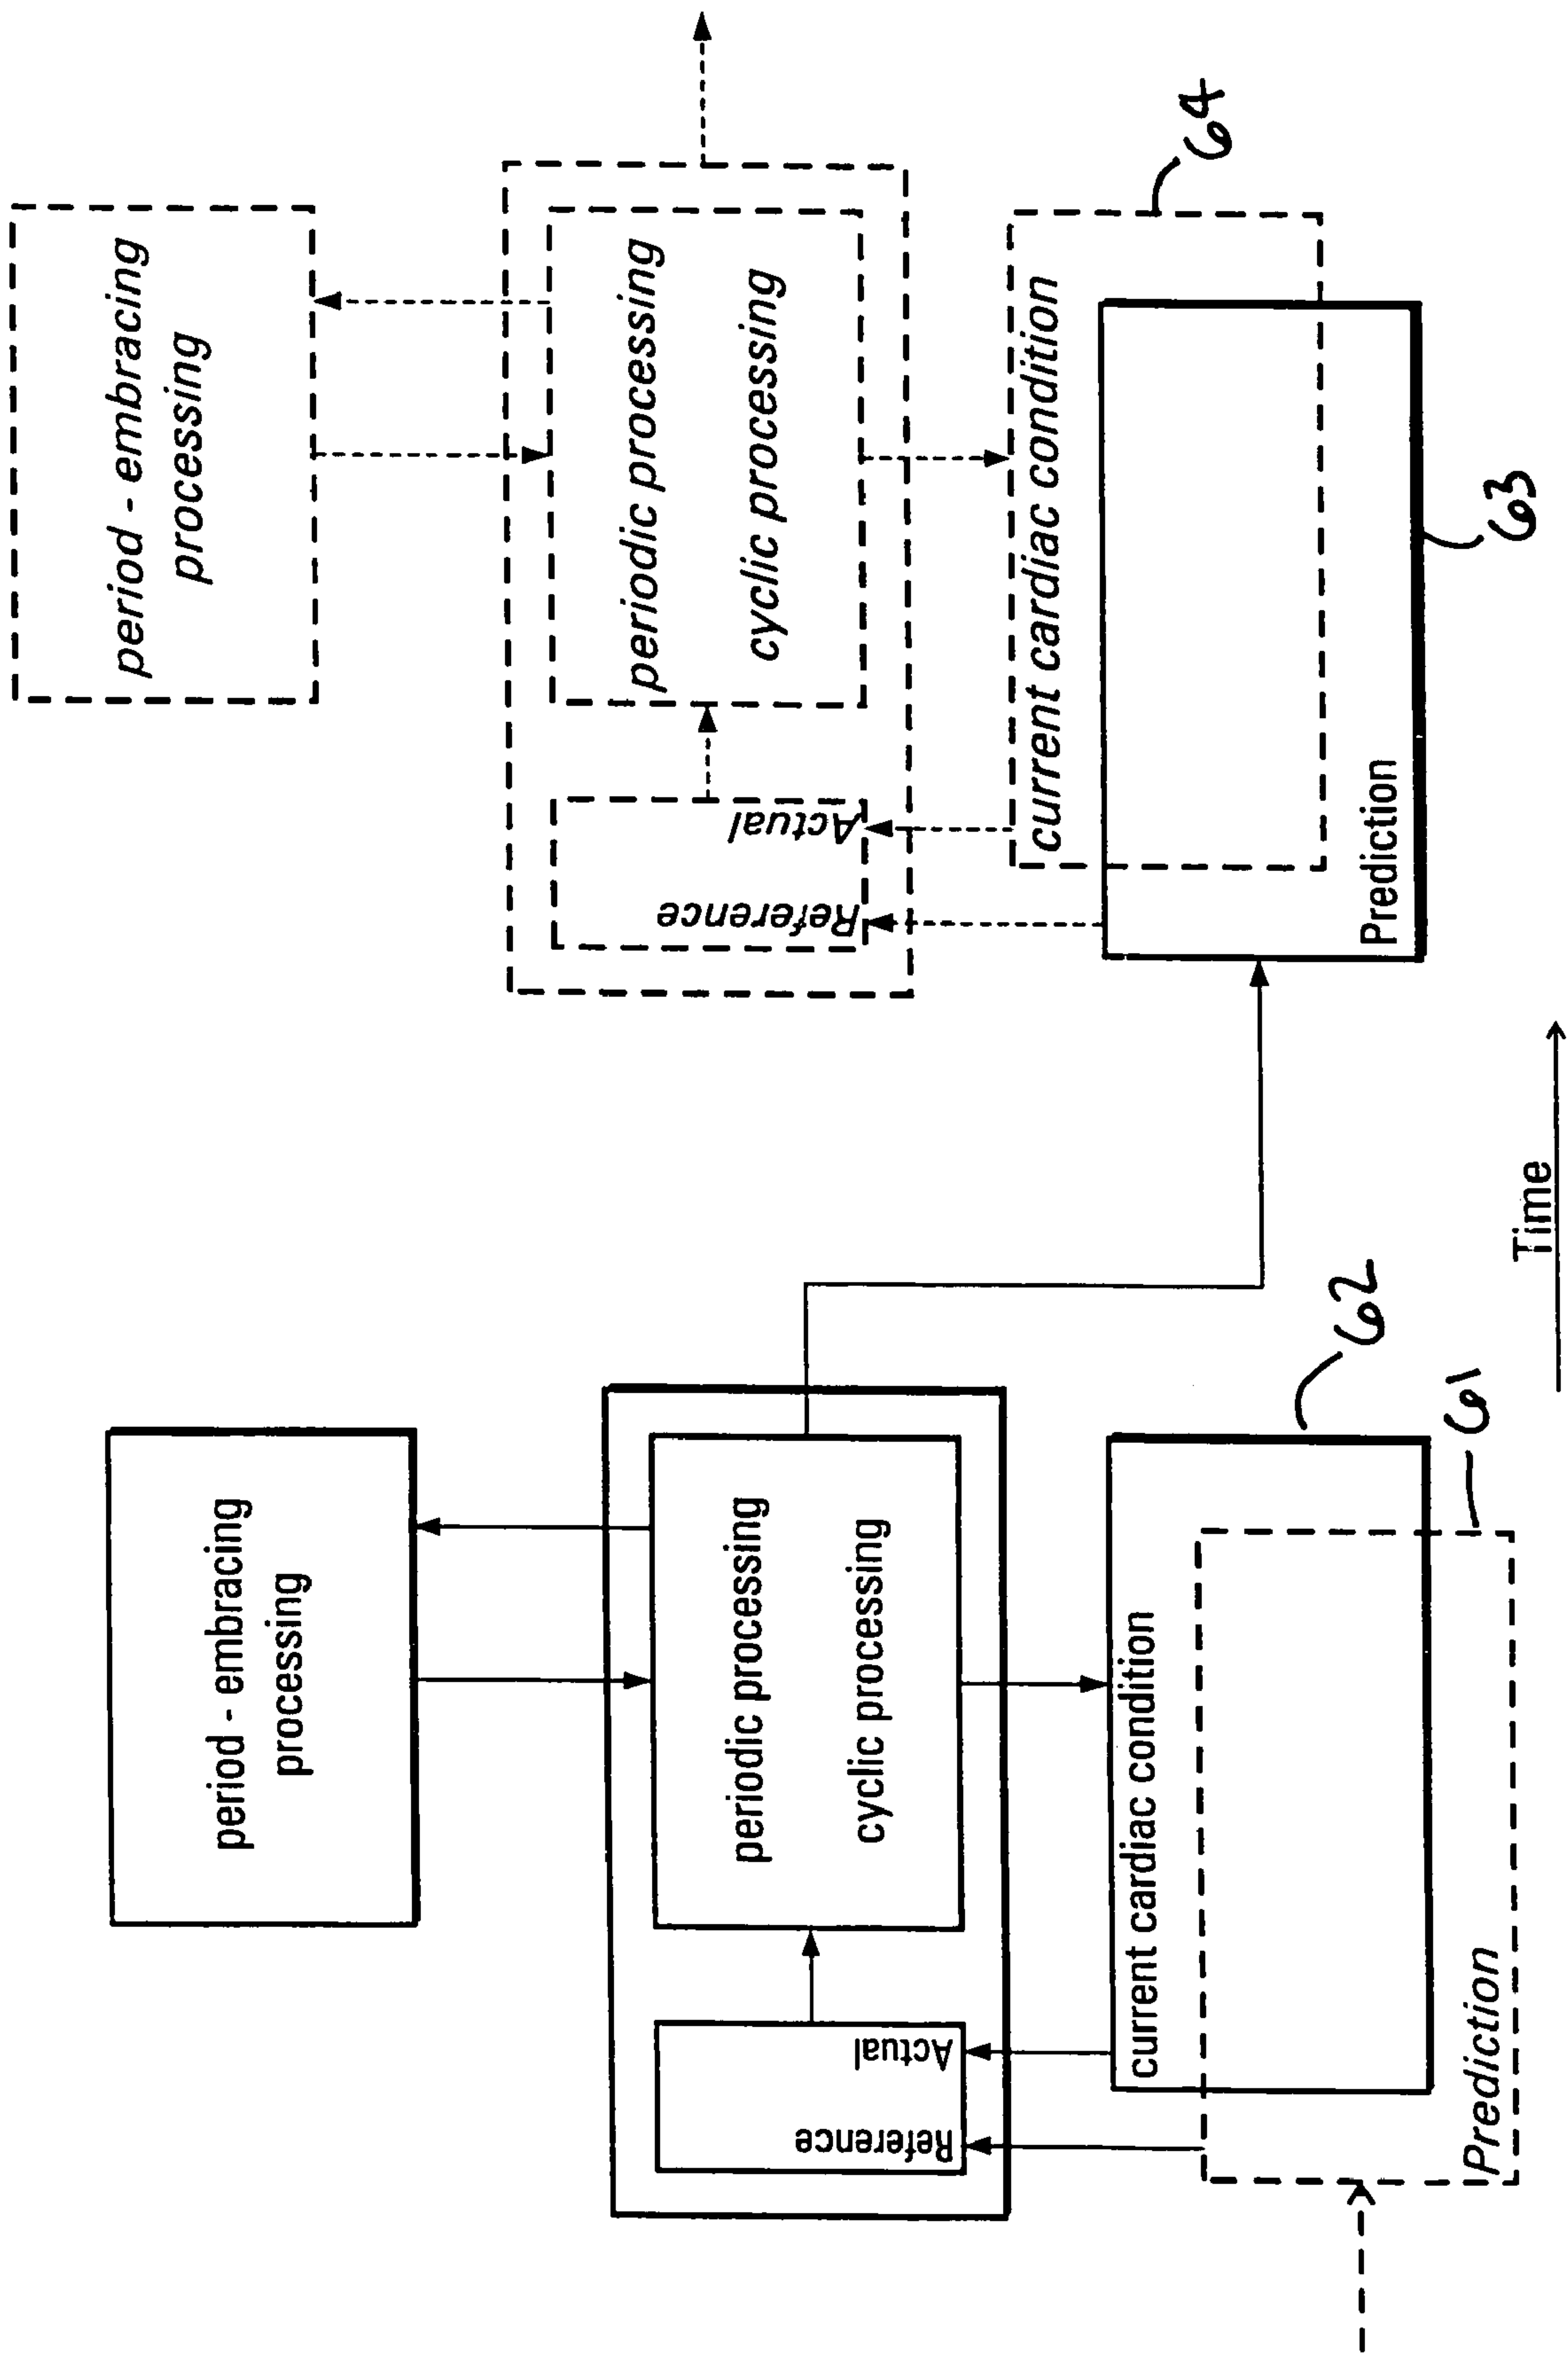 period - embracing
processing
periodic processing
cyclic processing
Reference
Actual
current cardiac condition
Prediction
62
61
Time
period - embracing
processing
periodic processing
cyclic processing
Reference
Actual
current cardiac condition
Prediction
64
63